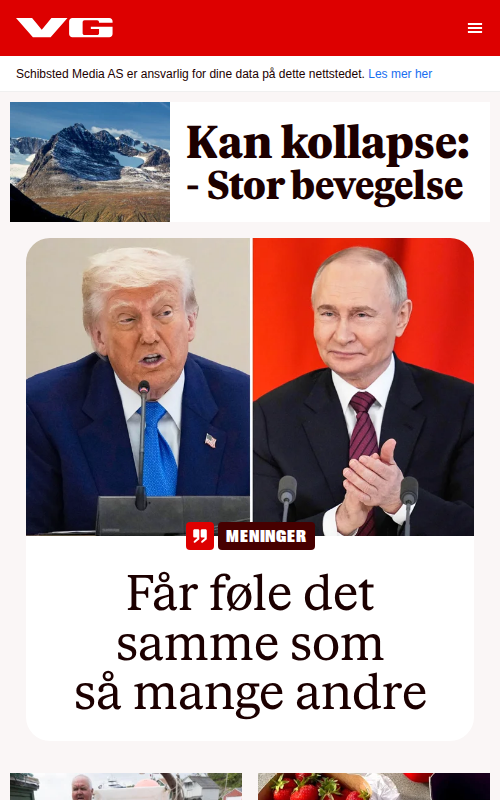 VG
Schibsted Media AS er ansvarlig for dine data på dette nettstedet. Les mer her
Kan kollapse:
- Stor bevegelse
MENINGER
Får føle det
samme som
så mange andre